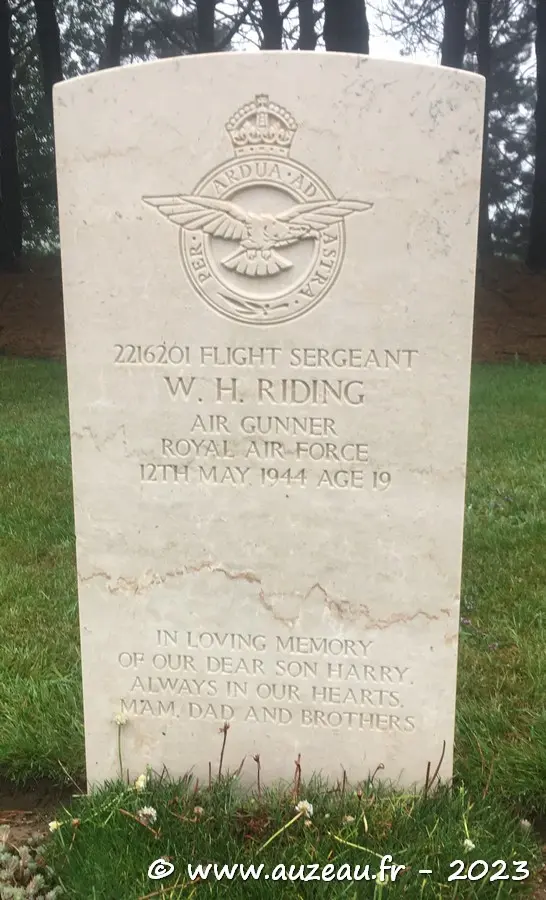 PER · ARDUA · AD ASTRA ·
2216201 FLIGHT SERGEANT
W. H. RIDING
AIR GUNNER
ROYAL AIR FORCE
12TH MAY 1944 AGE 19
IN LOVING MEMORY
OF OUR DEAR SON HARRY.
ALWAYS IN OUR HEARTS.
MAM, DAD AND BROTHERS
© www.auzeau.fr - 2023